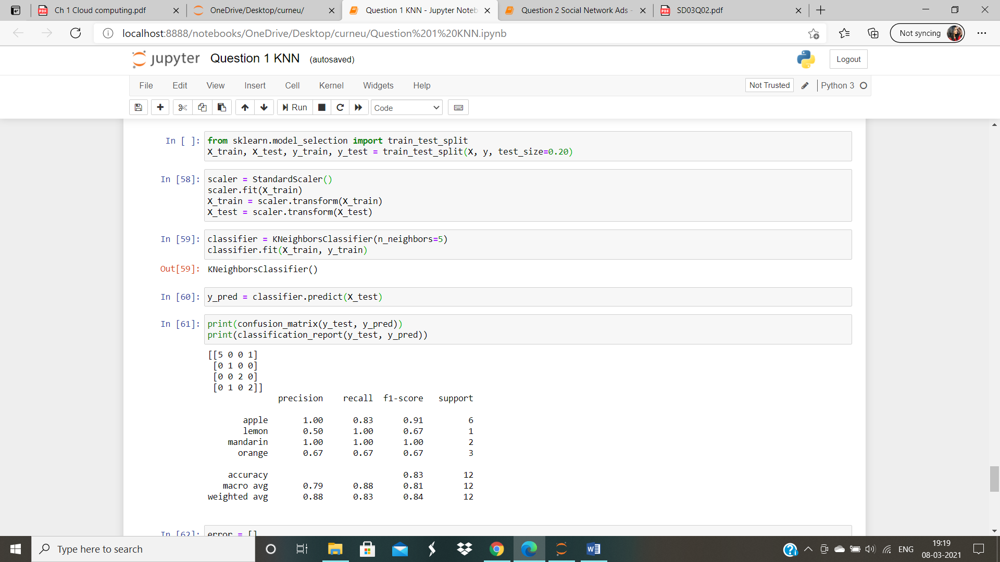 Ch 1 Cloud computing.pdf
OneDrive/Desktop/curneu/
Question 1 KNN - Jupyter Noteb
Question 2 Social Network Ads -
SD03Q02.pdf
localhost:8888/notebooks/OneDrive/Desktop/curneu/Question%201%20KNN.ipynb
Not syncing
jupyter Question 1 KNN (autosaved)
Logout
File Edit View Insert Cell Kernel Widgets Help
Not Trusted Python 3
Run Code
In [ ]: from sklearn.model_selection import train_test_split
X_train, X_test, y_train, y_test = train_test_split(X, y, test_size=0.20)
In [58]: scaler = StandardScaler()
scaler.fit(X_train)
X_train = scaler.transform(X_train)
X_test = scaler.transform(X_test)
In [59]: classifier = KNeighborsClassifier(n_neighbors=5)
classifier.fit(X_train, y_train)
Out[59]: KNeighborsClassifier()
In [60]: y_pred = classifier.predict(X_test)
In [61]: print(confusion_matrix(y_test, y_pred))
print(classification_report(y_test, y_pred))
[[5 0 0 1]
[0 1 0 0]
[0 0 2 0]
[0 1 0 2]]
precision recall f1-score support
apple 1.00 0.83 0.91 6
lemon 0.50 1.00 0.67 1
mandarin 1.00 1.00 1.00 2
orange 0.67 0.67 0.67 3
accuracy 0.83 12
macro avg 0.79 0.88 0.81 12
weighted avg 0.88 0.83 0.84 12
In [62]: error = []
Type here to search
ENG
19:19
08-03-2021